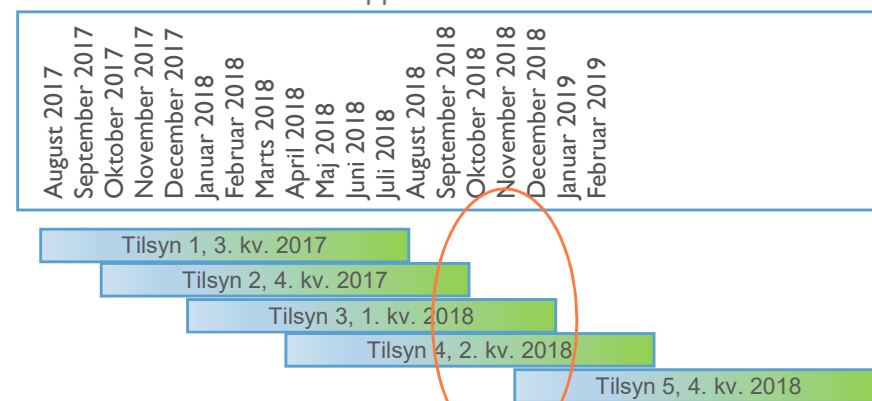 August 2017
September 2017
Oktober 2017
November 2017
December 2017
Januar 2018
Februar 2018
Marts 2018
April 2018
Maj 2018
Juni 2018
Juli 2018
August 2018
September 2018
Oktober 2018
November 2018
December 2018
Januar 2019
Februar 2019
Tilsyn 1, 3. kv. 2017
Tilsyn 2, 4. kv. 2017
Tilsyn 3, 1. kv. 2018
Tilsyn 4, 2. kv. 2018
Tilsyn 5, 4. kv. 2018